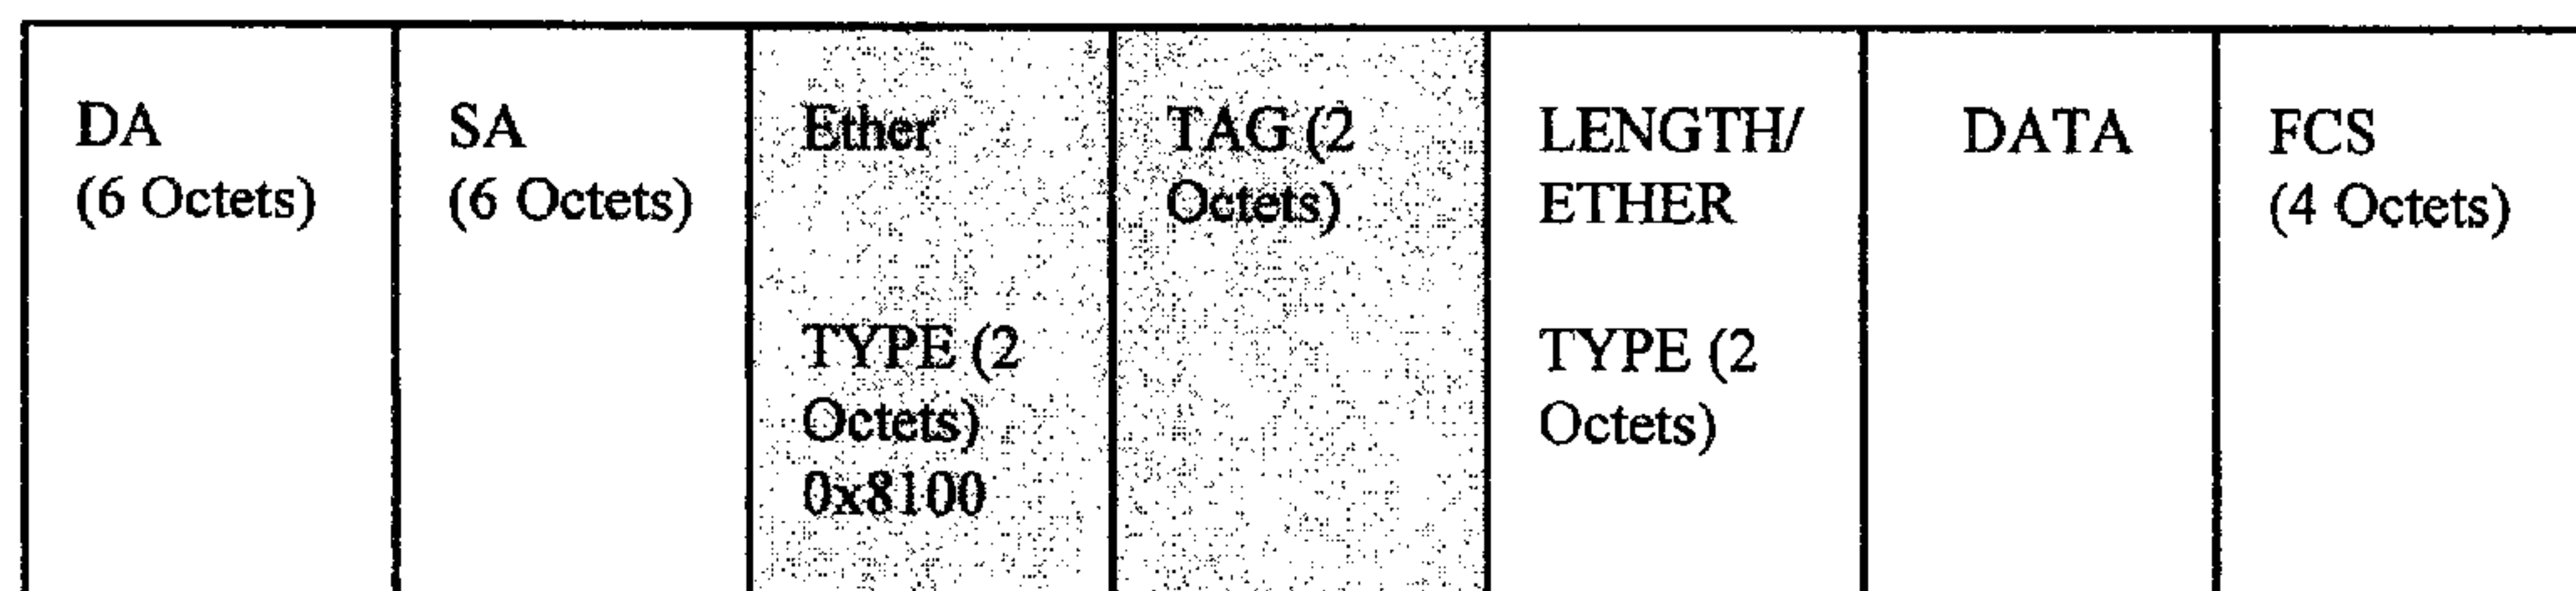 DA
(6 Octets)
SA
(6 Octets)
Ether
TYPE (2
Octets)
0x8100
TAG (2
Octets)
LENGTH/
ETHER
TYPE (2
Octets)
DATA
FCS
(4 Octets)